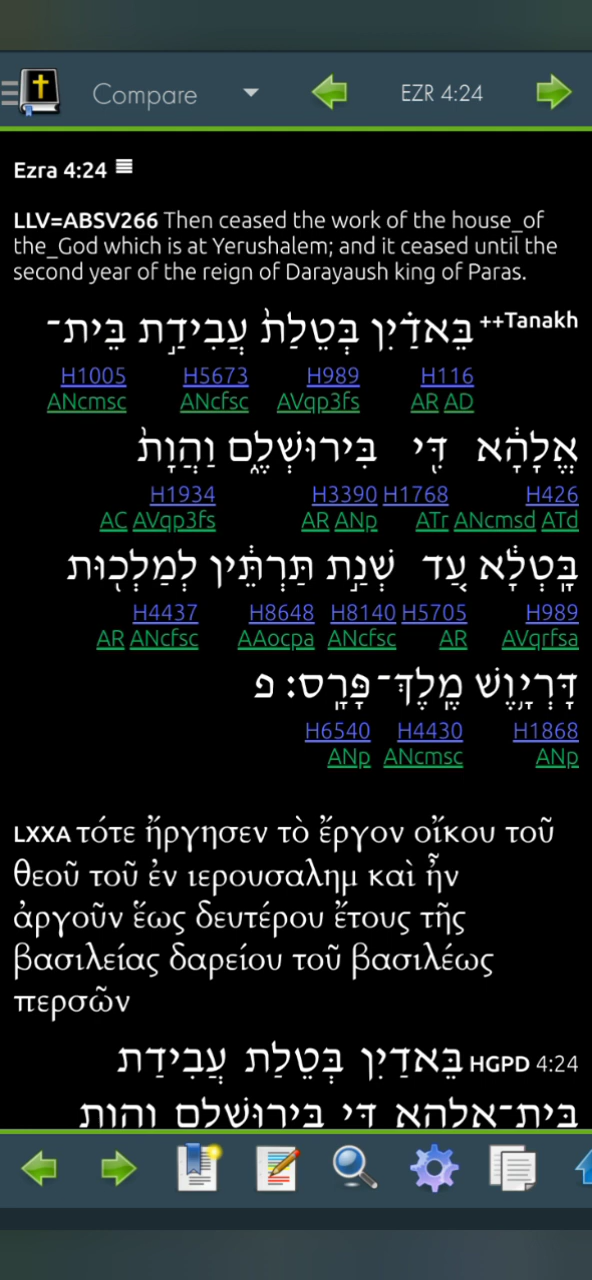 Compare
EZR 4:24
Ezra 4:24
LLV=ABSV266 Then ceased the work of the house_of
the_God which is at Yerushalem; and it ceased until the
second year of the reign of Darayaush king of Paras.
++Tanakh בֵּאדַ֗יִן בְּטֵלַת֙ עֲבִידַ֣ת בֵּית־
H116 H989 H5673 H1005
AR AD AVqp3fs ANcfsc ANcmsc
אֱלָהָ֔א דִּ֖י בִּירוּשְׁלֶ֑ם וַהֲוָת֙
H426 H1768 H3390 H1934
ANcmsd ATd ATr AR ANp AC AVqp3fs
בָּֽטְלָ֔א עַ֚ד שְׁנַ֣ת תַּרְתֵּ֔ין לְמַלְכ֖וּת
H989 H5705 H8140 H8648 H4437
AVqrfsa AR ANcfsc AAocpa AR ANcfsc
דָּרְיָ֥וֶשׁ מֶֽלֶךְ־פָּרָֽס׃ פ
H1868 H4430 H6540
ANp ANcmsc ANp
LXXA τότε ἤργησεν τὸ ἔργον οἴκου τοῦ
θεοῦ τοῦ ἐν ιερουσαλημ καὶ ἦν
ἀργοῦν ἕως δευτέρου ἔτους τῆς
βασιλείας δαρείου τοῦ βασιλέως
περσῶν
HGPD 4:24 בֵּאדַיִן בְּטֵלַת עֲבִידַת
בֵּית־אֱלָהָא דִּי בִּירוּשְׁלֶם וַהֲוָת